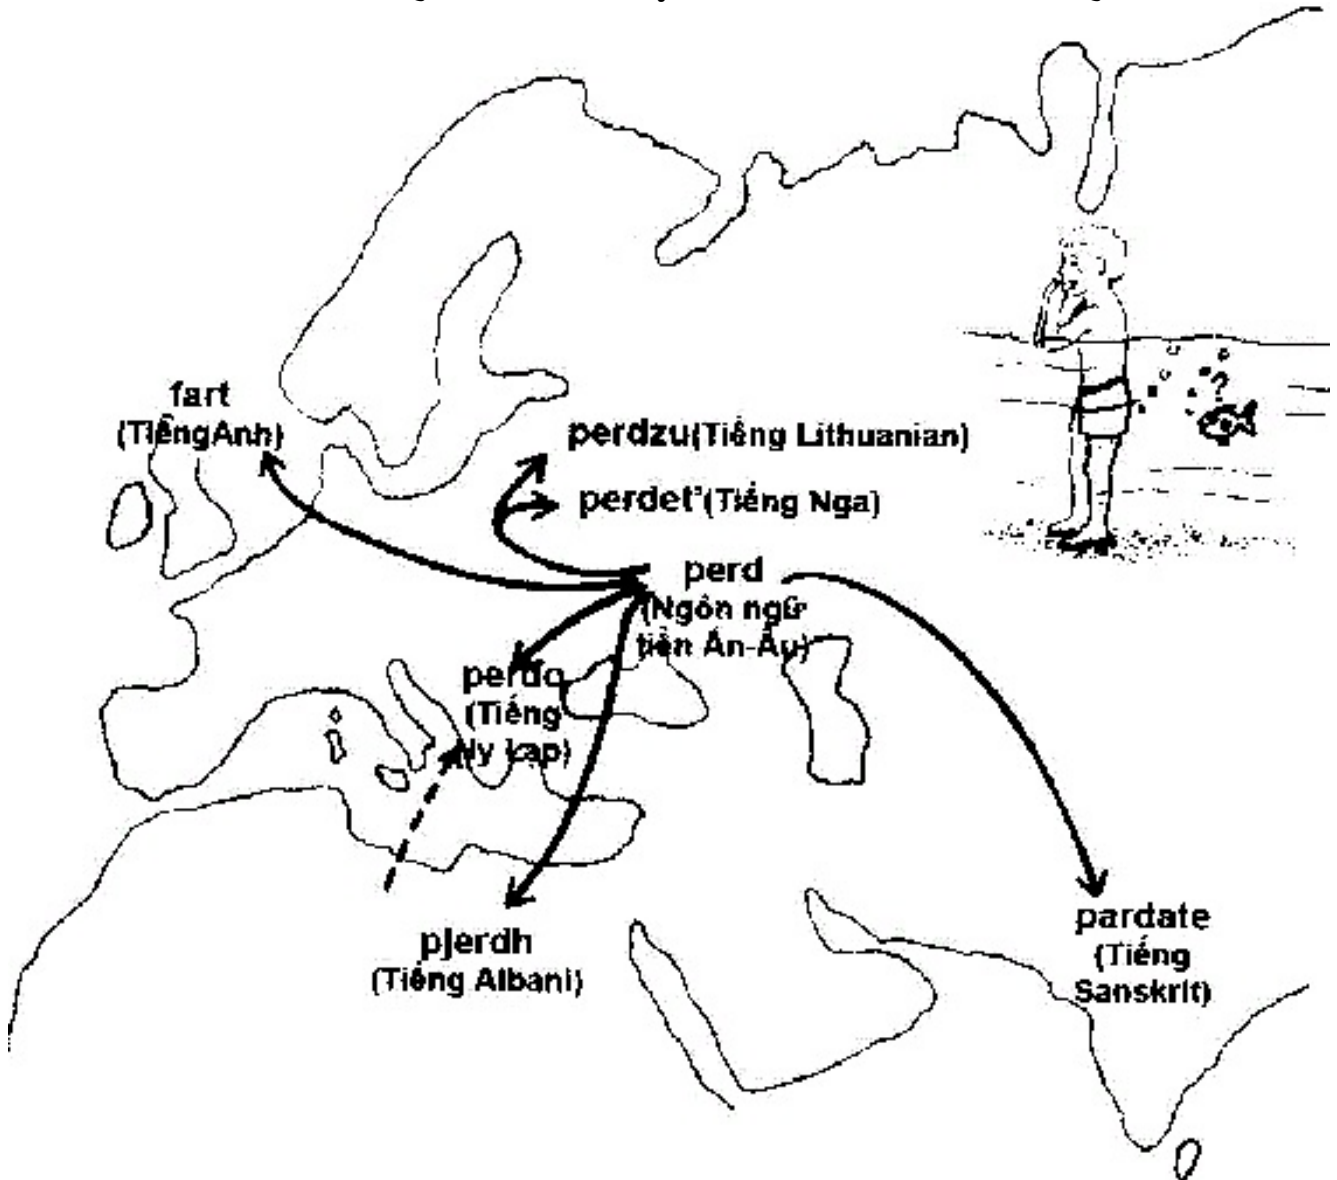 fart
(TiếngAnh)
perdzu(Tiếng Lithuanian)
perdet'(Tiếng Nga)
perd
(Ngôn ngữ
tiền Ấn-Âu)
perdo
(Tiếng
Hy Lạp)
pjerdh
(Tiếng Albani)
pardate
(Tiếng
Sanskrit)
?